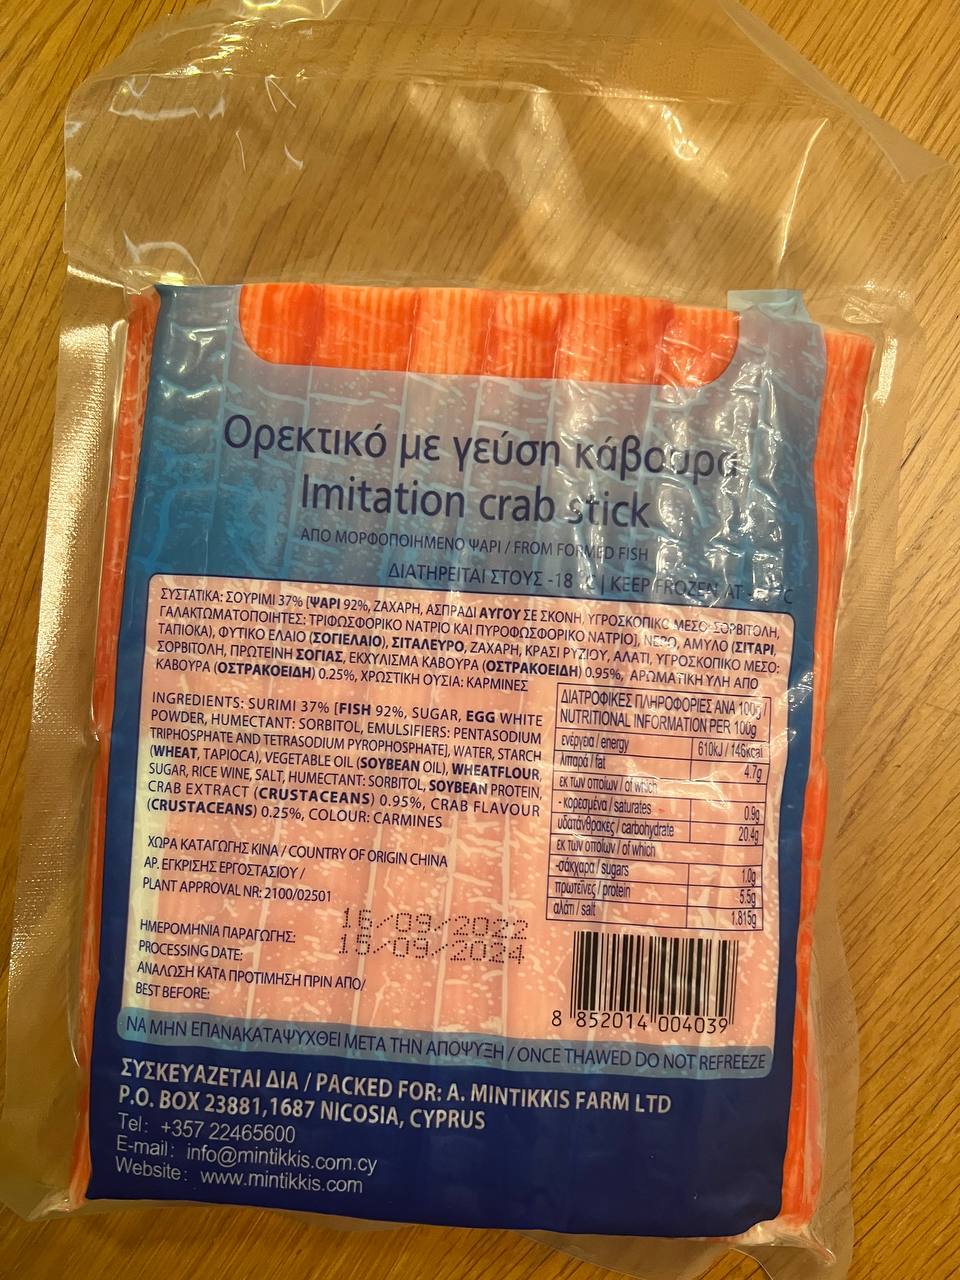 Ορεκτικό με γεύση κάβουρα
Imitation crab stick
ΑΠΟ ΜΟΡΦΟΠΟΙΗΜΕΝΟ ΨΑΡΙ / FROM FORMED FISH
ΔΙΑΤΗΡΕΙΤΑΙ ΣΤΟΥΣ -18 °C | KEEP FROZEN AT
ΣΥΣΤΑΤΙΚΑ: ΣΟΥΡΙΜΙ 37% [ΨΑΡΙ 92%, ΖΑΧΑΡΗ, ΑΣΠΡΑΔΙ ΑΥΓΟΥ ΣΕ ΣΚΟΝΗ, ΥΓΡΟΣΚΟΠΙΚΟ ΜΕΣΟ: ΣΟΡΒΙΤΟΛΗ,
ΓΑΛΑΚΤΩΜΑΤΟΠΟΙΗΤΕΣ: ΤΡΙΦΩΣΦΟΡΙΚΟ ΝΑΤΡΙΟ ΚΑΙ ΠΥΡΟΦΩΣΦΟΡΙΚΟ ΝΑΤΡΙΟ], ΝΕΡΟ, ΑΜΥΛΟ (ΣΙΤΑΡΙ,
ΤΑΠΙΟΚΑ), ΦΥΤΙΚΟ ΕΛΑΙΟ (ΣΟΓΙΕΛΑΙΟ), ΣΙΤΑΛΕΥΡΟ, ΖΑΧΑΡΗ, ΚΡΑΣΙ ΡΥΖΙΟΥ, ΑΛΑΤΙ, ΥΓΡΟΣΚΟΠΙΚΟ ΜΕΣΟ:
ΣΟΡΒΙΤΟΛΗ, ΠΡΩΤΕΙΝΗ ΣΟΓΙΑΣ, ΕΚΧΥΛΙΣΜΑ ΚΑΒΟΥΡΑ (ΟΣΤΡΑΚΟΕΙΔΗ) 0.95%, ΑΡΩΜΑΤΙΚΗ ΥΛΗ ΑΠΟ
ΚΑΒΟΥΡΑ (ΟΣΤΡΑΚΟΕΙΔΗ) 0.25%, ΧΡΩΣΤΙΚΗ ΟΥΣΙΑ: ΚΑΡΜΙΝΕΣ
INGREDIENTS: SURIMI 37% [FISH 92%, SUGAR, EGG WHITE
POWDER, HUMECTANT: SORBITOL, EMULSIFIERS: PENTASODIUM
TRIPHOSPHATE AND TETRASODIUM PYROPHOSPHATE], WATER, STARCH
(WHEAT, TAPIOCA), VEGETABLE OIL (SOYBEAN OIL), WHEATFLOUR,
SUGAR, RICE WINE, SALT, HUMECTANT: SORBITOL, SOYBEAN PROTEIN,
CRAB EXTRACT (CRUSTACEANS) 0.95%, CRAB FLAVOUR
(CRUSTACEANS) 0.25%, COLOUR: CARMINES
ΔΙΑΤΡΟΦΙΚΕΣ ΠΛΗΡΟΦΟΡΙΕΣ ΑΝΑ 100g
NUTRITIONAL INFORMATION PER 100g
ενέργεια / energy 610kJ / 146kcal
λιπαρά / fat 4.7g
εκ των οποίων / of which
- κορεσμένα / saturates 0.9g
υδατάνθρακες / carbohydrate 20.4g
εκ των οποίων / of which
-σάκχαρα / sugars 1.0g
πρωτεΐνες / protein 5.5g
αλάτι / salt 1.815g
ΧΩΡΑ ΚΑΤΑΓΩΓΗΣ ΚΙΝΑ / COUNTRY OF ORIGIN CHINA
ΑΡ. ΕΓΚΡΙΣΗΣ ΕΡΓΟΣΤΑΣΙΟΥ /
PLANT APPROVAL NR: 2100/02501
16/09/2022
15/09/2024
ΗΜΕΡΟΜΗΝΙΑ ΠΑΡΑΓΩΓΗΣ:
PROCESSING DATE:
ΑΝΑΛΩΣΗ ΚΑΤΑ ΠΡΟΤΙΜΗΣΗ ΠΡΙΝ ΑΠΟ/
BEST BEFORE:
8 852014 004039
ΝΑ ΜΗΝ ΕΠΑΝΑΚΑΤΑΨΥΧΘΕΙ ΜΕΤΑ ΤΗΝ ΑΠΟΨΥΞΗ / ONCE THAWED DO NOT REFREEZE
ΣΥΣΚΕΥΑΖΕΤΑΙ ΔΙΑ / PACKED FOR: A. MINTIKKIS FARM LTD
P.O. BOX 23881,1687 NICOSIA, CYPRUS
Tel: +357 22465600
E-mail: info@mintikkis.com.cy
Website: www.mintikkis.com